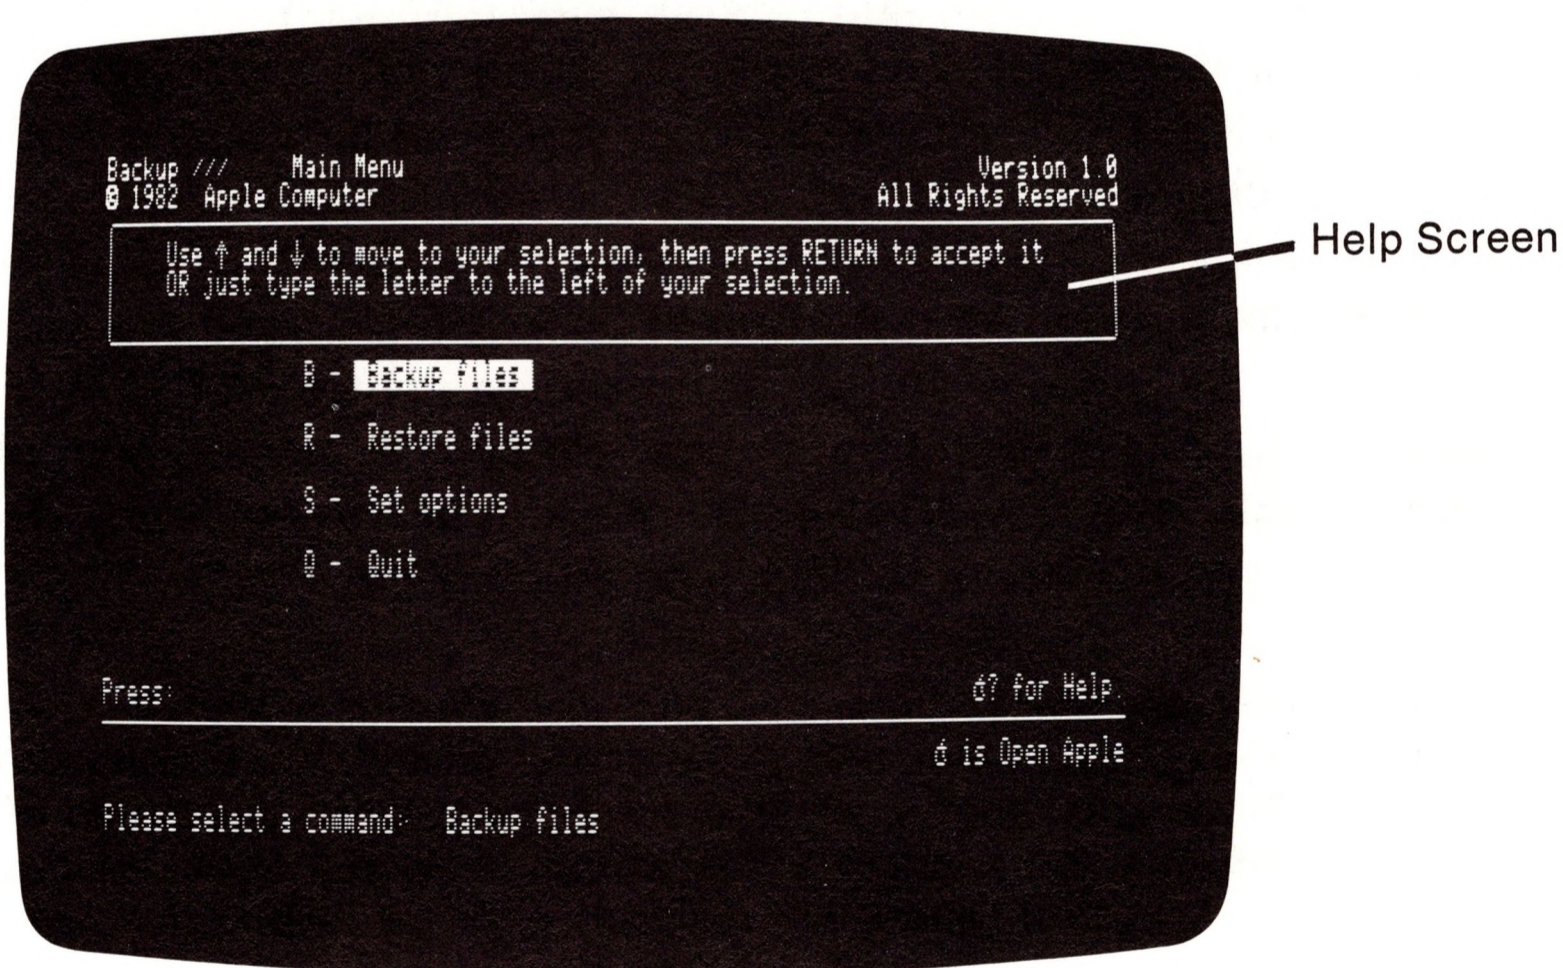 Backup ///     Main Menu     Version 1.0
© 1982  Apple Computer     All Rights Reserved
Use ↑ and ↓ to move to your selection, then press RETURN to accept it
OR just type the letter to the left of your selection.
Help Screen
B - Backup files
R - Restore files
S - Set options
Q - Quit
Press:     ? for Help.
 is Open Apple
Please select a command:   Backup files